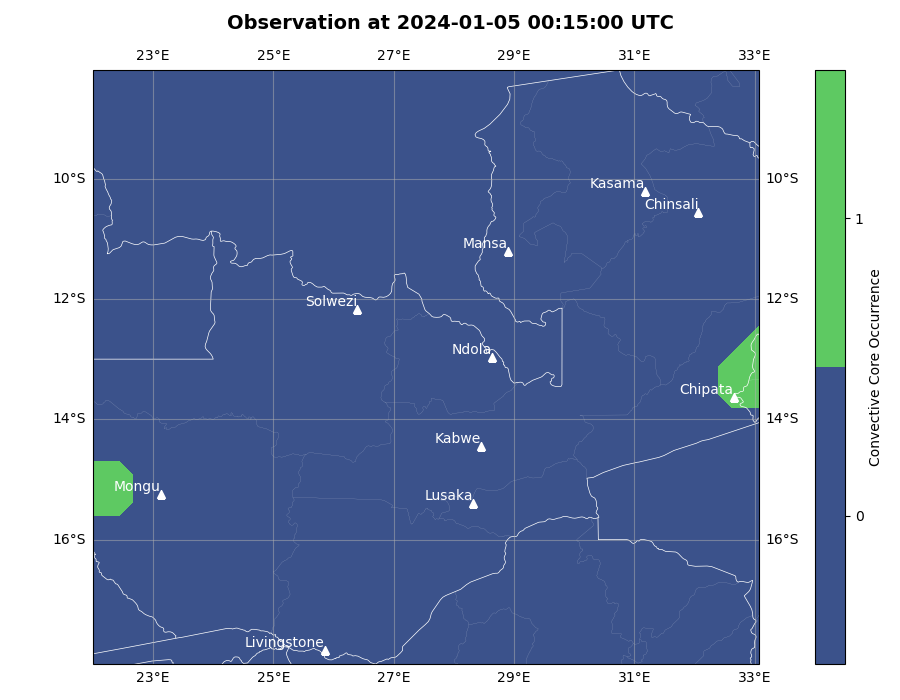 Observation at 2024-01-05 00:15:00 UTC
23°E 25°E 27°E 29°E 31°E 33°E
10°S 10°S
Kasama
Chinsali
Mansa
12°S 12°S
Solwezi
1
Ndola
Chipata
14°S 14°S
Kabwe
Mongu
Lusaka
0
16°S 16°S
Livingstone
23°E 25°E 27°E 29°E 31°E 33°E
Convective Core Occurrence